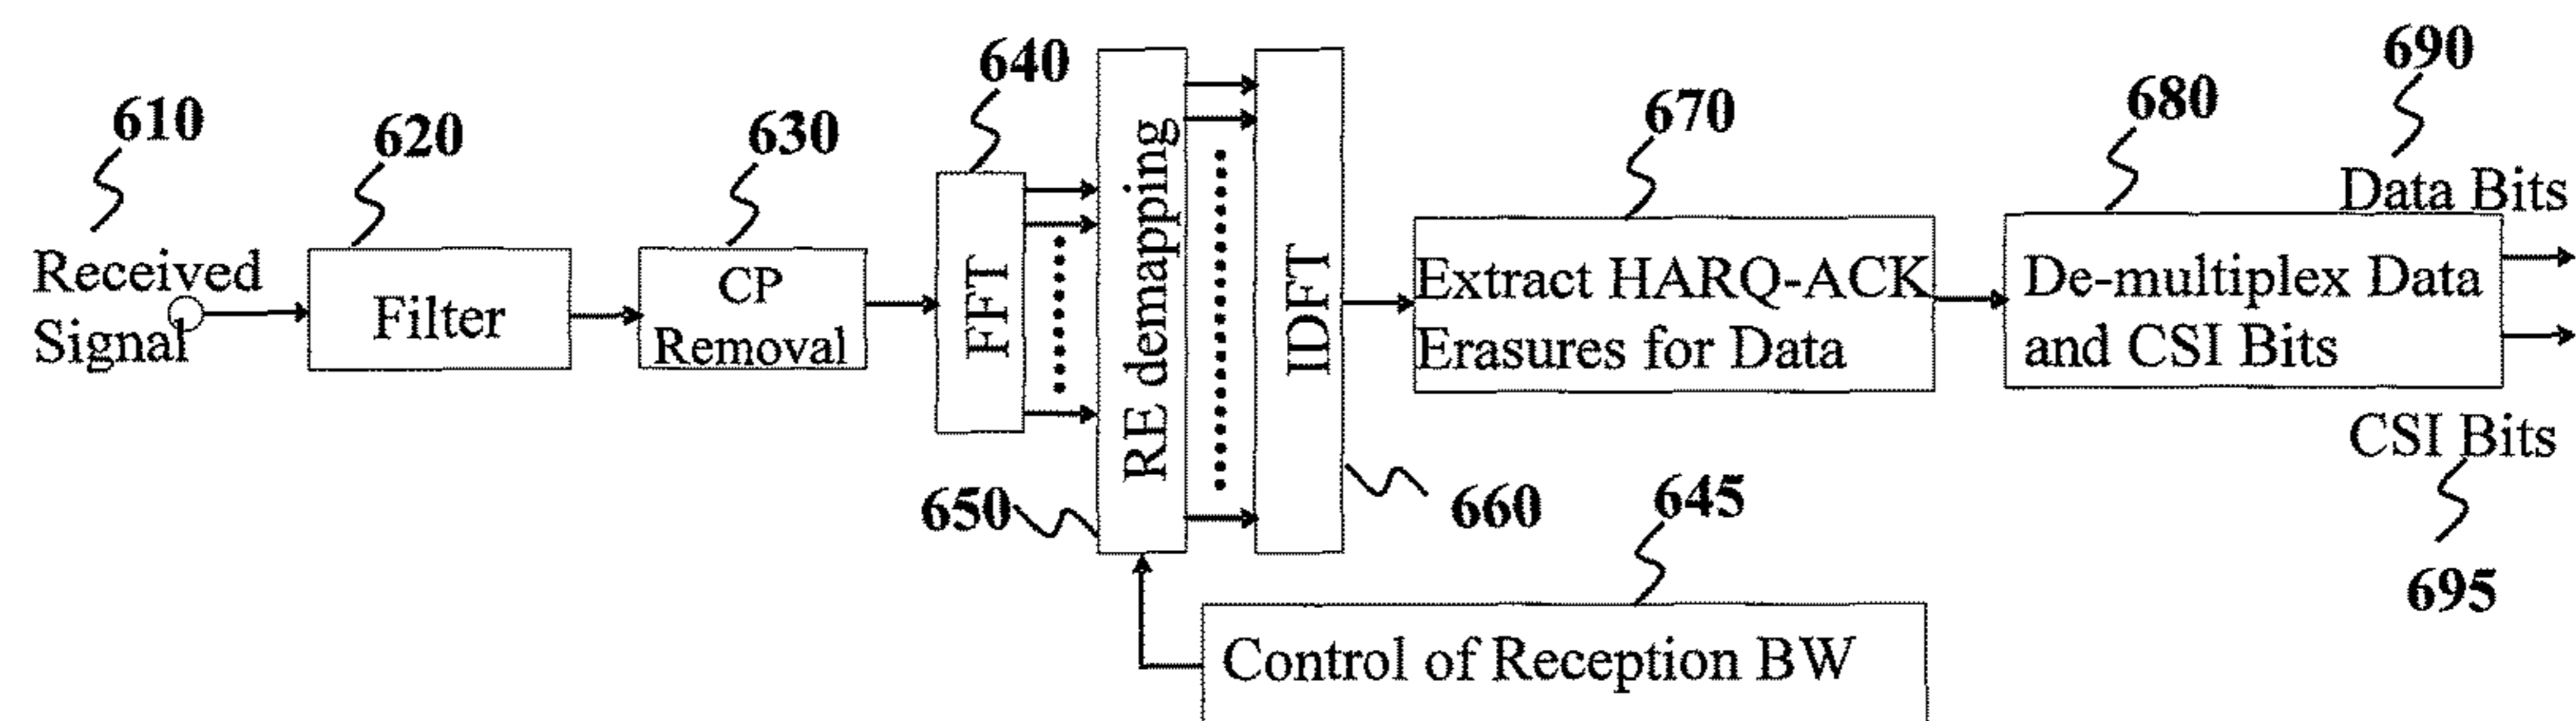 610
Received
Signal
620
Filter
630
CP
Removal
640
FFT
650
RE demapping
660
IDFT
645
Control of Reception BW
670
Extract HARQ-ACK
Erasures for Data
680
De-multiplex Data
and CSI Bits
690
Data Bits
CSI Bits
695